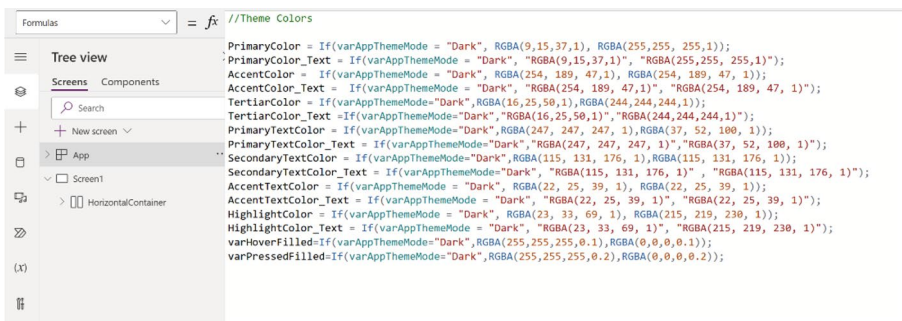 Formulas
= fx
//Theme Colors
PrimaryColor = If(varAppThemeMode = "Dark", RGBA(9,15,37,1), RGBA(255,255, 255,1));
PrimaryColor_Text = If(varAppThemeMode = "Dark", "RGBA(9,15,37,1)", "RGBA(255,255, 255,1)");
AccentColor =  If(varAppThemeMode = "Dark", RGBA(254, 189, 47,1), RGBA(254, 189, 47, 1));
AccentColor_Text =  If(varAppThemeMode = "Dark", "RGBA(254, 189, 47,1)", "RGBA(254, 189, 47, 1)");
TertiarColor = If(varAppThemeMode="Dark",RGBA(16,25,50,1),RGBA(244,244,244,1));
TertiarColor_Text =If(varAppThemeMode="Dark","RGBA(16,25,50,1)","RGBA(244,244,244,1)");
PrimaryTextColor = If(varAppThemeMode="Dark",RGBA(247, 247, 247, 1),RGBA(37, 52, 100, 1));
PrimaryTextColor_Text = If(varAppThemeMode="Dark","RGBA(247, 247, 247, 1)","RGBA(37, 52, 100, 1)");
SecondaryTextColor = If(varAppThemeMode="Dark",RGBA(115, 131, 176, 1),RGBA(115, 131, 176, 1));
SecondaryTextColor_Text = If(varAppThemeMode="Dark", "RGBA(115, 131, 176, 1)" , "RGBA(115, 131, 176, 1)");
AccentTextColor = If(varAppThemeMode = "Dark", RGBA(22, 25, 39, 1), RGBA(22, 25, 39, 1));
AccentTextColor_Text = If(varAppThemeMode = "Dark", "RGBA(22, 25, 39, 1)", "RGBA(22, 25, 39, 1)");
HighlightColor = If(varAppThemeMode = "Dark", RGBA(23, 33, 69, 1), RGBA(215, 219, 230, 1));
HighlightColor_Text = If(varAppThemeMode = "Dark", "RGBA(23, 33, 69, 1)", "RGBA(215, 219, 230, 1)");
varHoverFilled=If(varAppThemeMode="Dark",RGBA(255,255,255,0.1),RGBA(0,0,0,0.1));
varPressedFilled=If(varAppThemeMode="Dark",RGBA(255,255,255,0.2),RGBA(0,0,0,0.2));
Tree view
Screens Components
Search
New screen
App
Screen1
HorizontalContainer